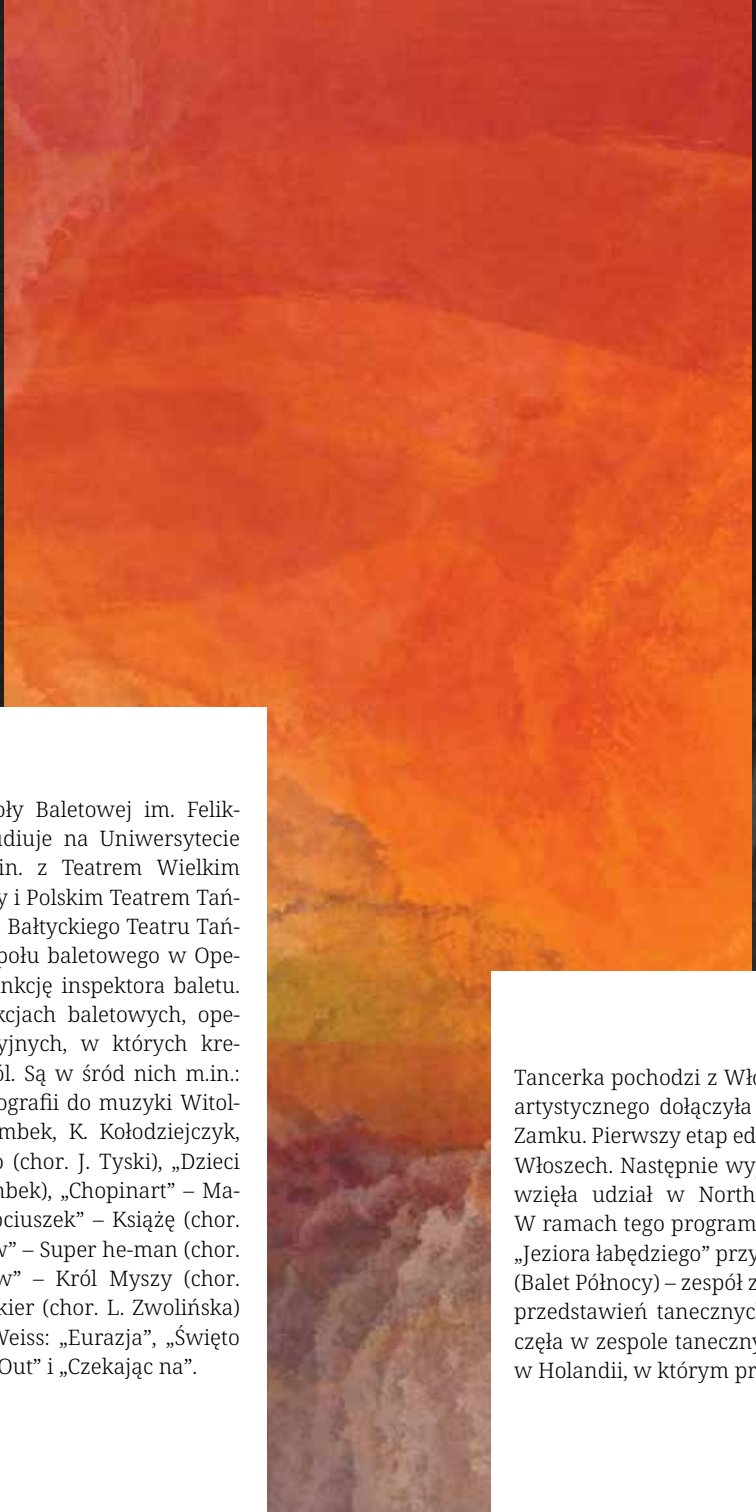 oły Baletowej im. Felik-
udiuje na Uniwersytecie
in. z Teatrem Wielkim
y i Polskim Teatrem Tań-
Bałtyckiego Teatru Tań-
połu baletowego w Ope-
nkcję inspektora baletu.
kcjach baletowych, ope-
yjnych, w których kre-
ól. Są w śród nich m.in.:
ografii do muzyki Witol-
mbek, K. Kołodziejczyk,
o (chor. J. Tyski), „Dzieci
nbek), „Chopinart” – Ma-
ociuszek” – Książę (chor.
w” – Super he-man (chor.
w” – Król Myszy (chor.
kier (chor. L. Zwolińska)
Weiss: „Eurazja”, „Święto
Out” i „Czekając na”.
Tancerka pochodzi z Wło
artystycznego dołączyła
Zamku. Pierwszy etap ed
Włoszech. Następnie wy
wzięła udział w North
W ramach tego program
„Jeziora łabędziego” przy
(Balet Północy) – zespół z
przedstawień tanecznyc
częła w zespole taneczny
w Holandii, w którym pr